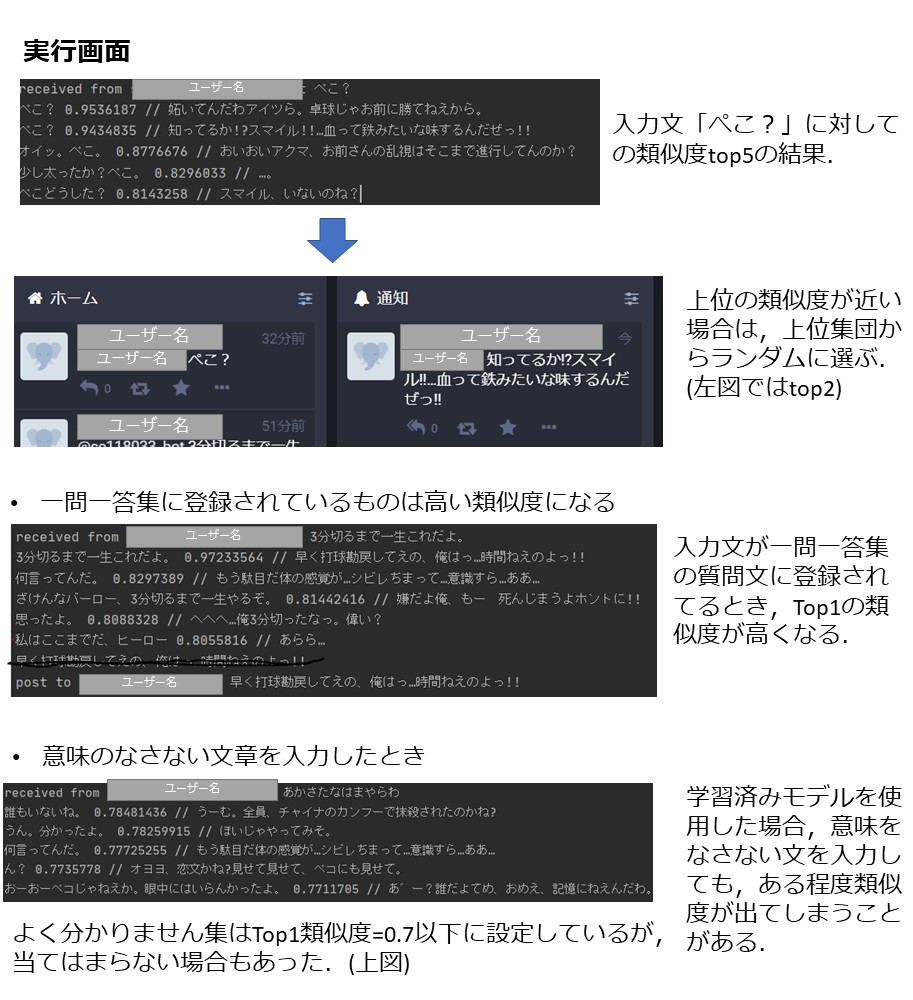 実行画面
received from ユーザー名 ぺこ？
ぺこ？ 0.9536187 // 妬いてんだわアイツら。卓球じゃお前に勝てねえから。
ぺこ？ 0.9434835 // 知ってるか!?スマイル!!…血って鉄みたいな味するんだぜっ!!
オイッ。ぺこ。 0.8776676 // おいおいアクマ、お前さんの乱視はそこまで進行してんのか？
少し太ったか？ぺこ。 0.8296033 // …。
ぺこどうした？ 0.8143258 // スマイル、いないのね？
入力文「ぺこ？」に対して
の類似度top5の結果．
ホーム
ユーザー名 32分前
ユーザー名 ぺこ？
0
ユーザー名 51分前
3分切るまで一生
通知
ユーザー名 今
ユーザー名 知ってるか!?スマイ
ル!!…血って鉄みたいな味するんだ
ぜっ!!
0
上位の類似度が近い
場合は，上位集団か
らランダムに選ぶ．
(左図ではtop2)
• 一問一答集に登録されているものは高い類似度になる
received from ユーザー名 3分切るまで一生これだよ。
3分切るまで一生これだよ。 0.97233564 // 早く打球勘戻してえの、俺はっ…時間ねえのよっ!!
何言ってんだ。 0.8297389 // もう駄目だ体の感覚が…シビレちまって…意識すら…ああ…
ざけんなバーロー、3分切るまで一生やるぞ。 0.81442416 // 嫌だよ俺、もー　死んじまうよホントに!!
思ったよ。 0.8088328 // へへへ…俺3分切ったなっ。偉い？
私はここまでだ、ヒーロー 0.8055816 // あらら…
早く打球勘戻してえの、俺はっ…時間ねえのよっ!!
post to ユーザー名 早く打球勘戻してえの、俺はっ…時間ねえのよっ!!
入力文が一問一答集
の質問文に登録され
てるとき，Top1の類
似度が高くなる．
• 意味のなさない文章を入力したとき
received from ユーザー名 あかさたなはまやらわ
誰もいないね。 0.78481436 // うーむ。全員、チャイナのカンフーで抹殺されたのかね?
うん。分かったよ。 0.78259915 // ほいじゃやってみそ。
何言ってんだ。 0.77725255 // もう駄目だ体の感覚が…シビレちまって…意識すら…ああ…
ん？ 0.7735778 // オヨヨ、恋文かね?見せて見せて、ペコにも見せて。
おーおーペコじゃねえか。眼中にはいらんかったよ。 0.7711705 // あ゛ー？誰だよてめ、おめえ、記憶にねえんだわ。
学習済みモデルを使
用した場合，意味を
なさない文を入力し
ても，ある程度類似
度が出てしまうこと
がある．
よく分かりません集はTop1類似度=0.7以下に設定しているが，
当てはまらない場合もあった．(上図)